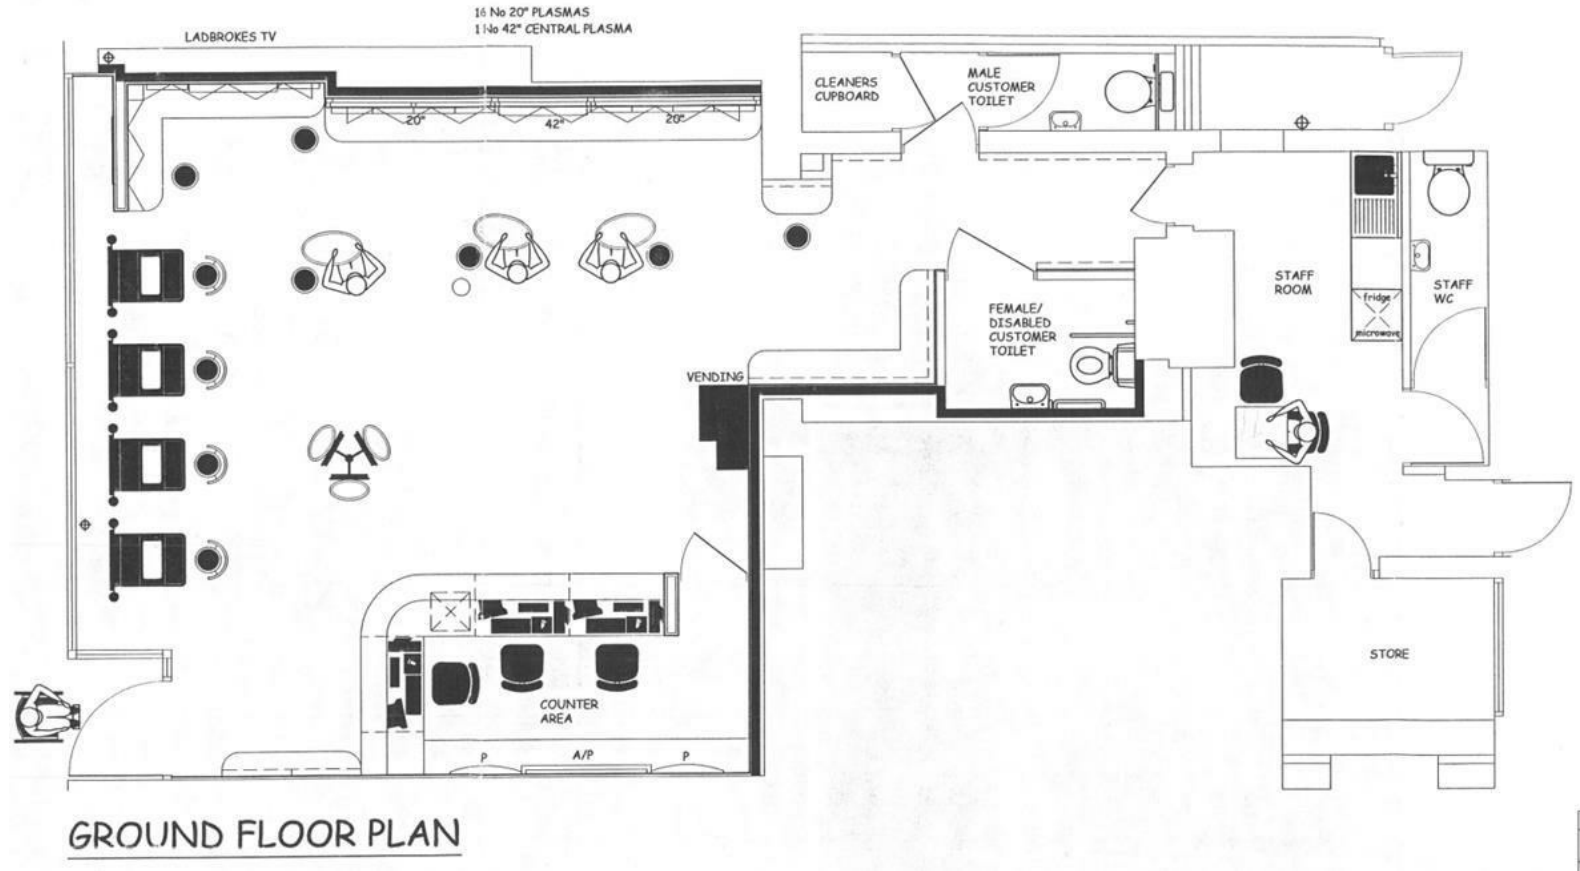 16 No 20" PLASMAS
1 No 42" CENTRAL PLASMA
LADBROKES TV
CLEANERS
CUPBOARD
MALE
CUSTOMER
TOILET
20"
42"
20"
STAFF
ROOM
fridge
microwave
STAFF
WC
FEMALE/
DISABLED
CUSTOMER
TOILET
VENDING
COUNTER
AREA
STORE
P
A/P
P
GROUND FLOOR PLAN